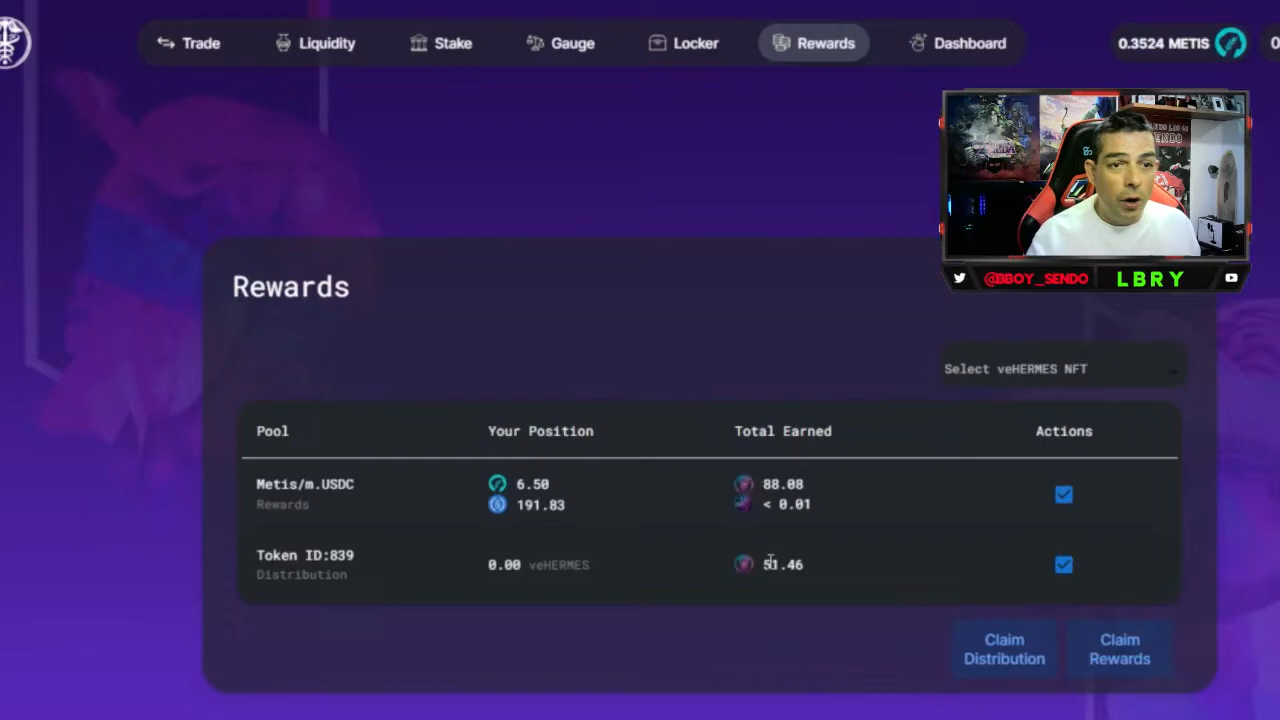 Trade
Liquidity
Stake
Gauge
Locker
Rewards
Dashboard
0.3524 METIS
SENDO
@BBOY_SENDO
LBRY
Rewards
Select veHERMES NFT
Pool
Your Position
Total Earned
Actions
Metis/m.USDC
6.50
88.08
Rewards
191.83
< 0.01
Token ID:839
0.00 veHERMES
51.46
Distribution
Claim
Distribution
Claim
Rewards